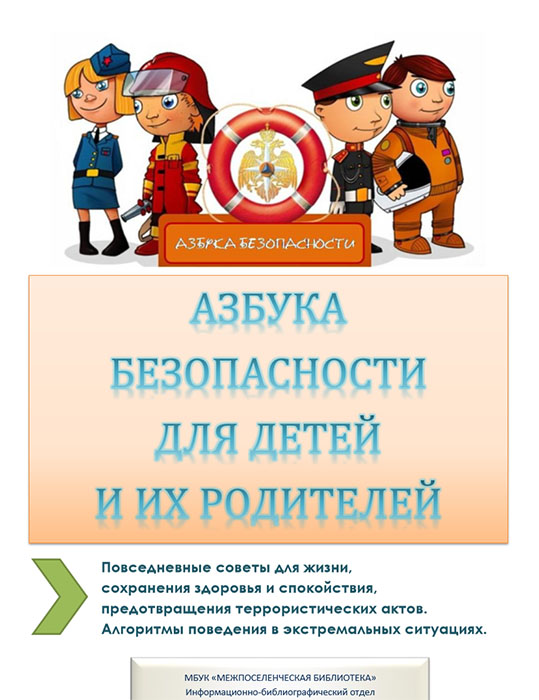 АЗБУКА БЕЗОПАСНОСТИ
АЗБУКА
БЕЗОПАСНОСТИ
ДЛЯ ДЕТЕЙ
И ИХ РОДИТЕЛЕЙ
Повседневные советы для жизни,
сохранения здоровья и спокойствия,
предотвращения террористических актов.
Алгоритмы поведения в экстремальных ситуациях.
МБУК «МЕЖПОСЕЛЕНЧЕСКАЯ БИБЛИОТЕКА»
Информационно-библиографический отдел